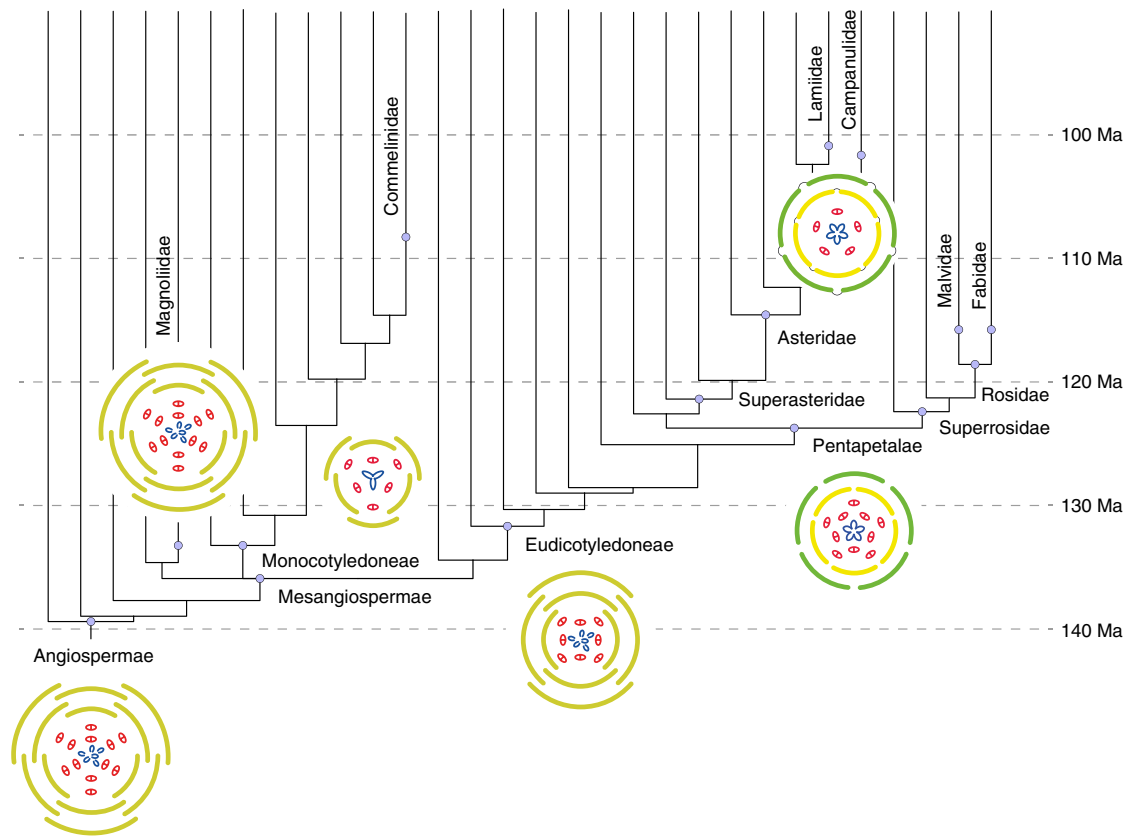 Lamiidae
Campanulidae
100 Ma
Commelinidae
110 Ma
Magnoliidae
Malvidae
Fabidae
Asteridae
120 Ma
Superasteridae
Rosidae
Superrosidae
Pentapetalae
130 Ma
Eudicotyledoneae
Monocotyledoneae
Mesangiospermae
140 Ma
Angiospermae